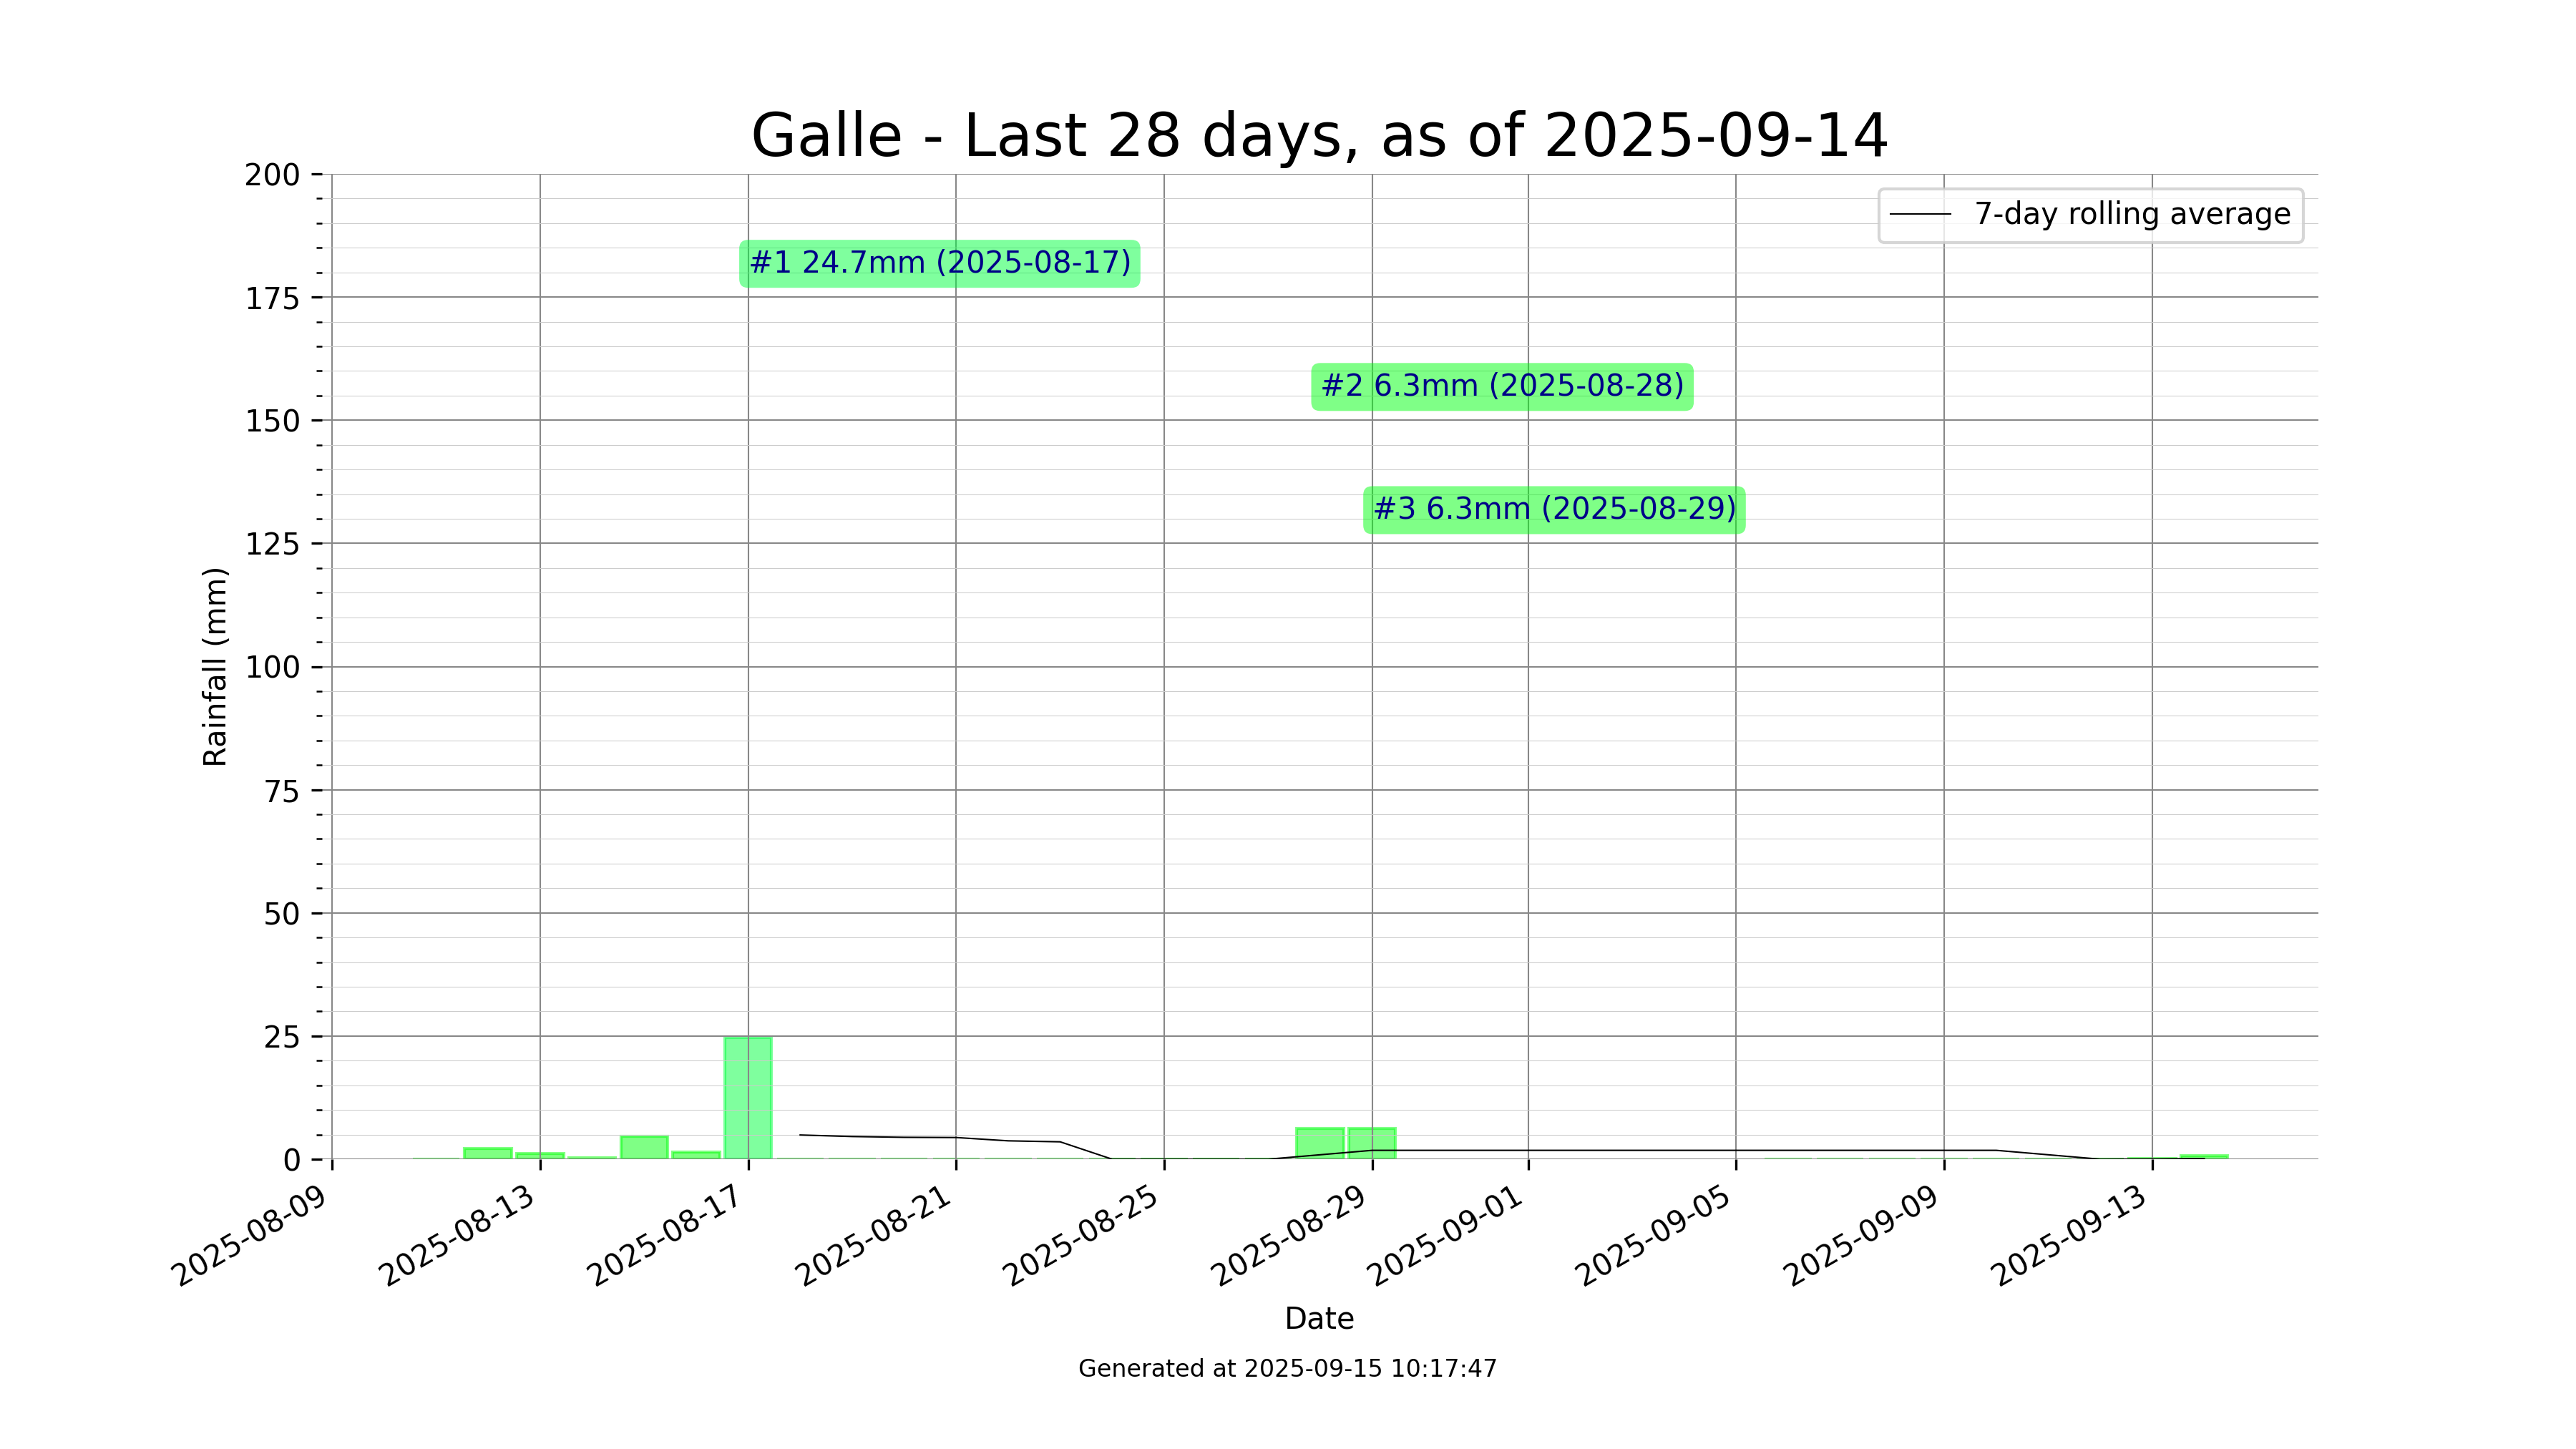 Galle - Last 28 days, as of 2025-09-14
7-day rolling average
#1 24.7mm (2025-08-17)
#2 6.3mm (2025-08-28)
#3 6.3mm (2025-08-29)
Rainfall (mm)
200
175
150
125
100
75
50
25
0
2025-08-09
2025-08-13
2025-08-17
2025-08-21
2025-08-25
2025-08-29
2025-09-01
2025-09-05
2025-09-09
2025-09-13
Date
Generated at 2025-09-15 10:17:47